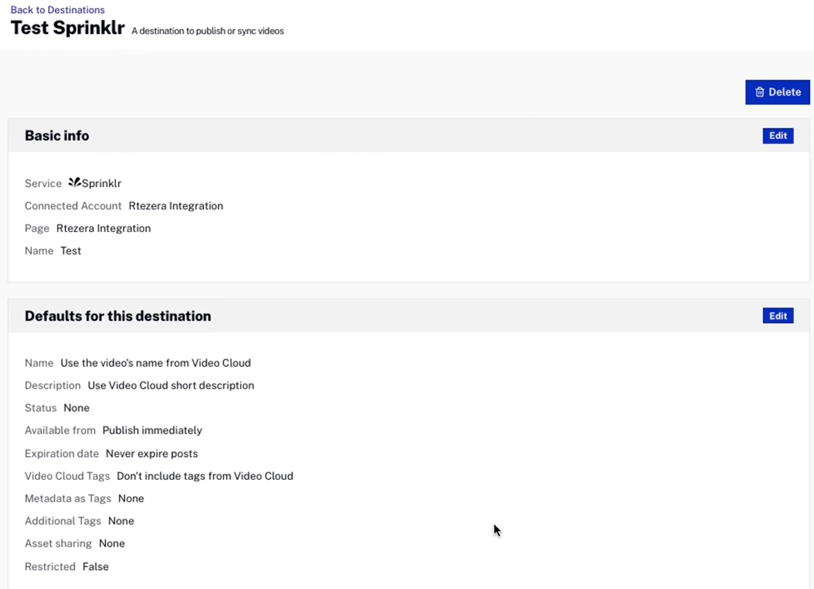 Back to Destinations
Test Sprinklr A destination to publish or sync videos
Delete
Basic info Edit
Service Sprinklr
Connected Account Rtezera Integration
Page Rtezera Integration
Name Test
Defaults for this destination Edit
Name Use the video's name from Video Cloud
Description Use Video Cloud short description
Status None
Available from Publish immediately
Expiration date Never expire posts
Video Cloud Tags Don't include tags from Video Cloud
Metadata as Tags None
Additional Tags None
Asset sharing None
Restricted False